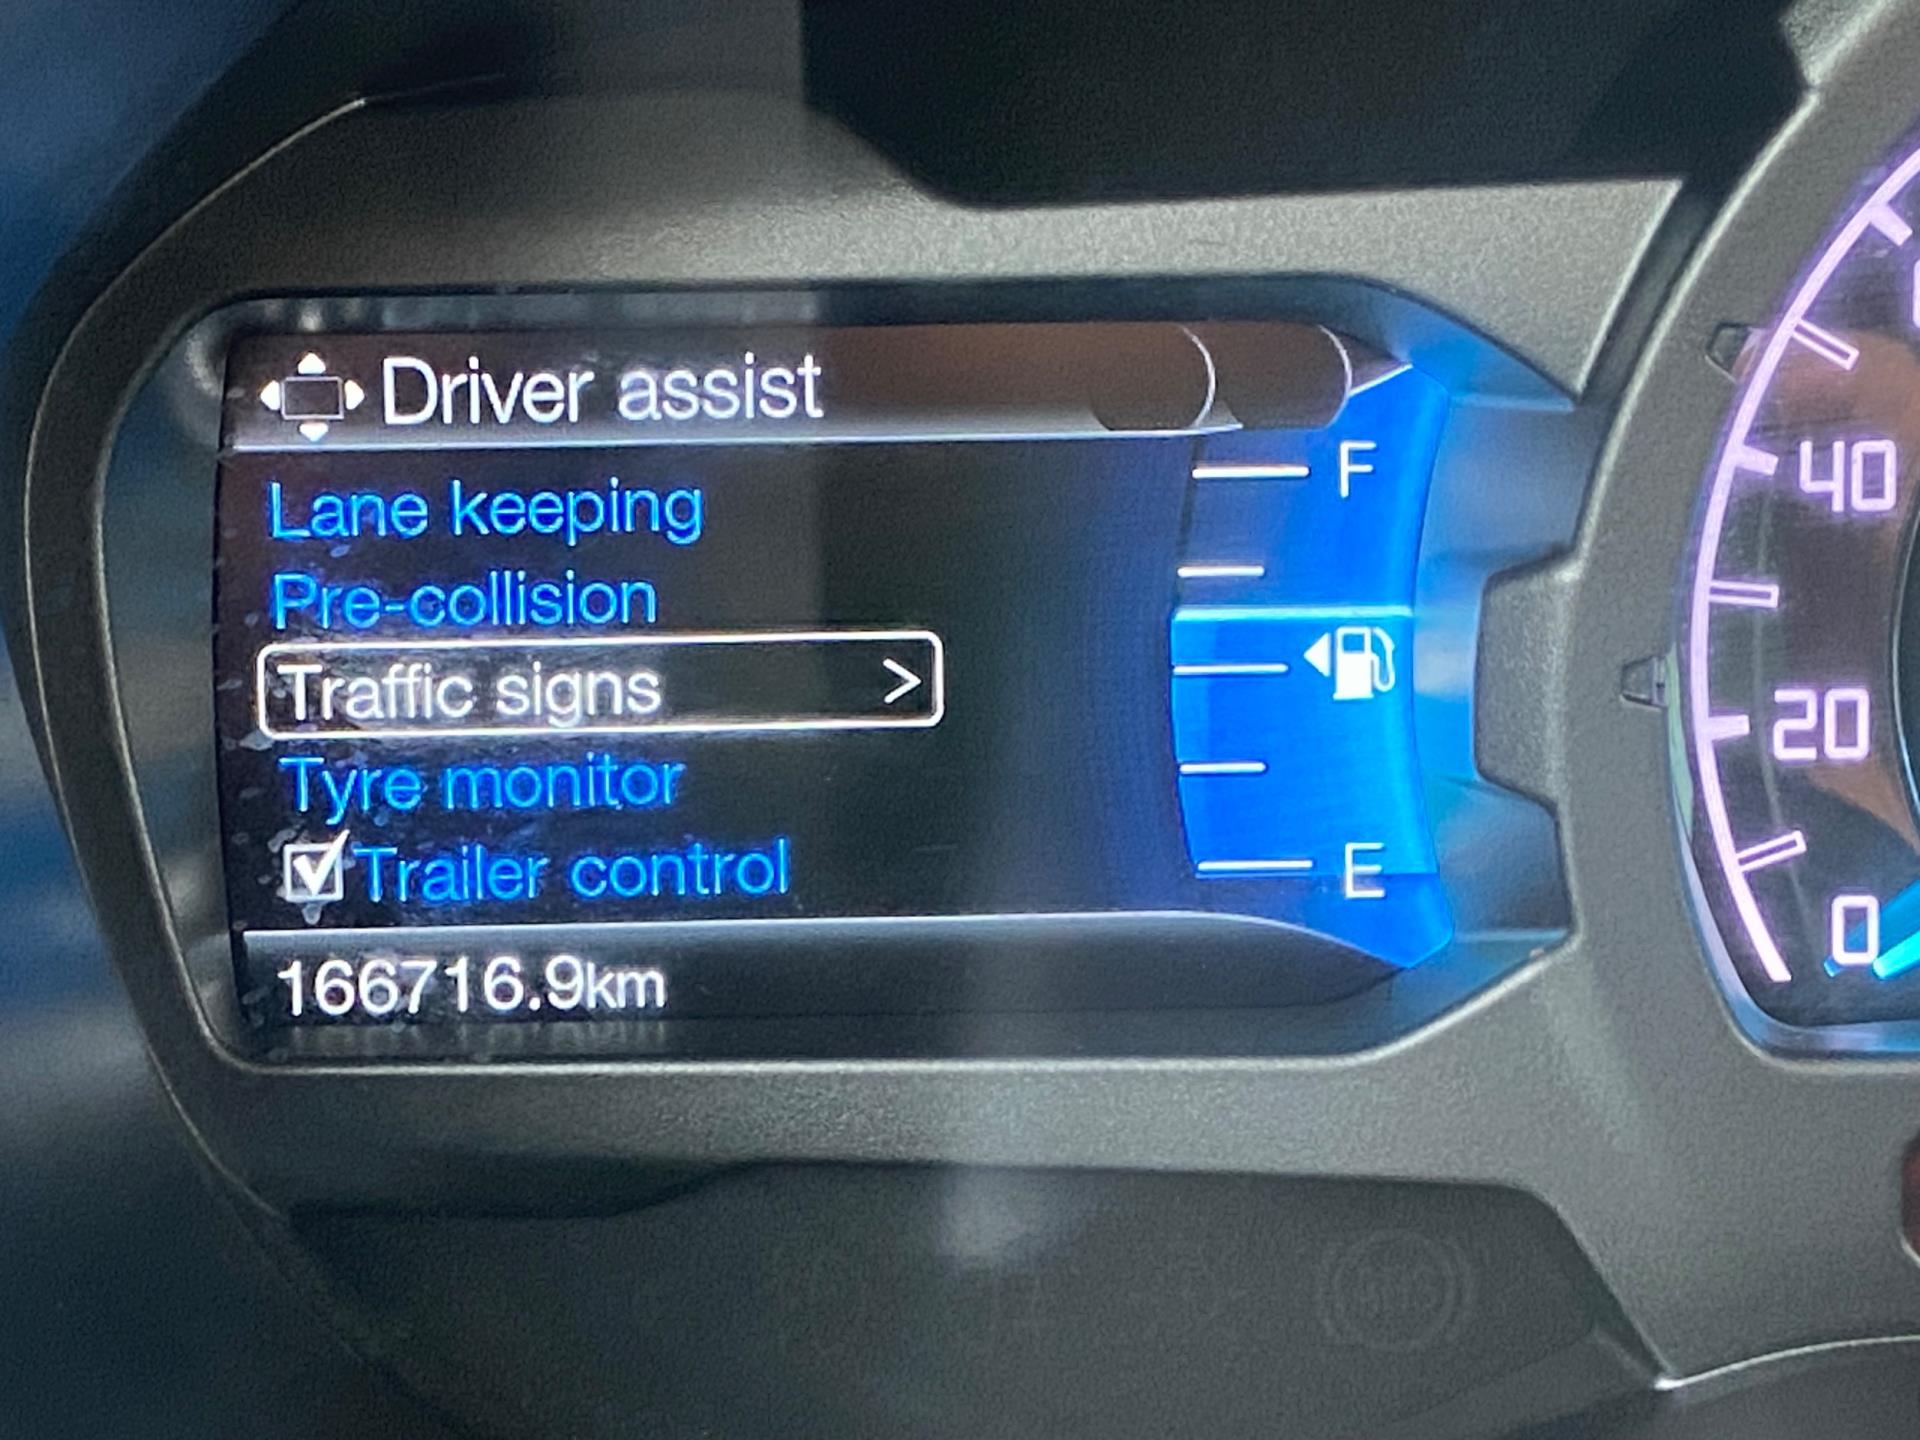 Driver assist
Lane keeping
Pre-collision
Traffic signs >
Tyre monitor
Trailer control
166716.9km
F
E
40
20
0